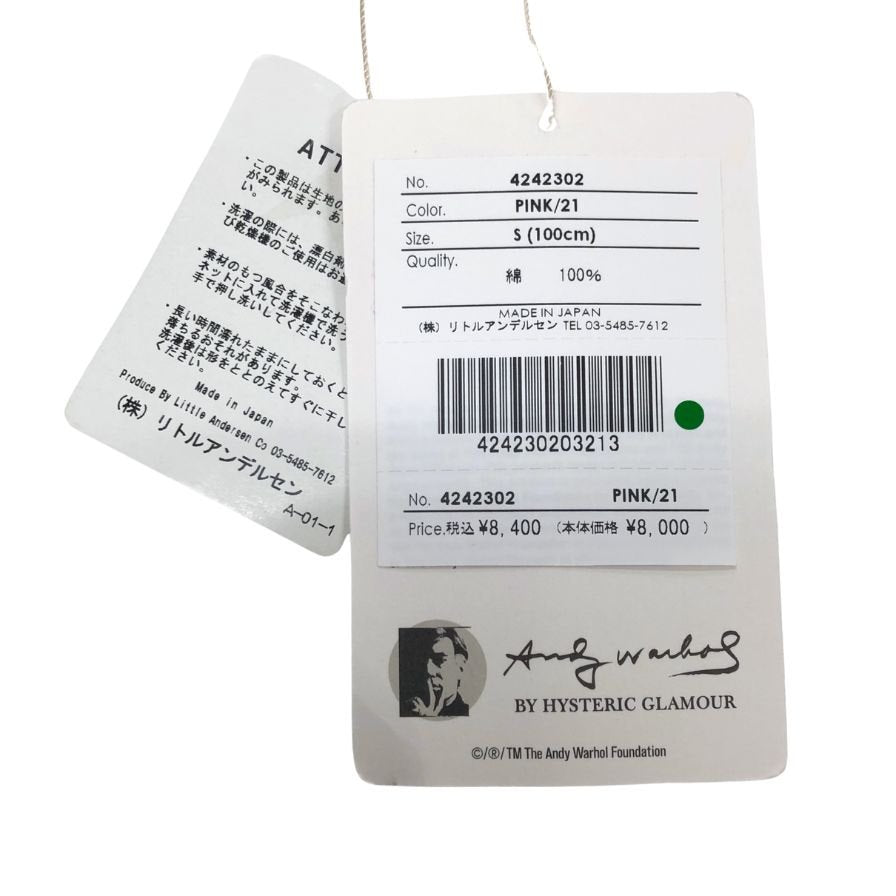 ATT
・この製品は生地の
がみられます。あ
い。
・洗濯の際には、漂白剤
び乾燥機のご使用はお
・素材のもつ風合をそこなわ
ネットに入れて洗濯機で洗う
手で押し洗いしてください。
・長い時間濡れたままにしておくと
落ちるおそれがあります。
洗濯後は形をととのえてすぐに干し
ください。
Made in Japan
Produce By Little Andersen Co 03-5485-7612
(株) リトルアンデルセン
A-01-1
No. 4242302
Color. PINK/21
Size. S (100cm)
Quality.
綿 100%
MADE IN JAPAN
(株) リトルアンデルセン TEL 03-5485-7612
424230203213
No. 4242302 PINK/21
Price.税込 ¥8,400 (本体価格 ¥8,000 )
Andy Warhol
BY HYSTERIC GLAMOUR
©/®/TM The Andy Warhol Foundation